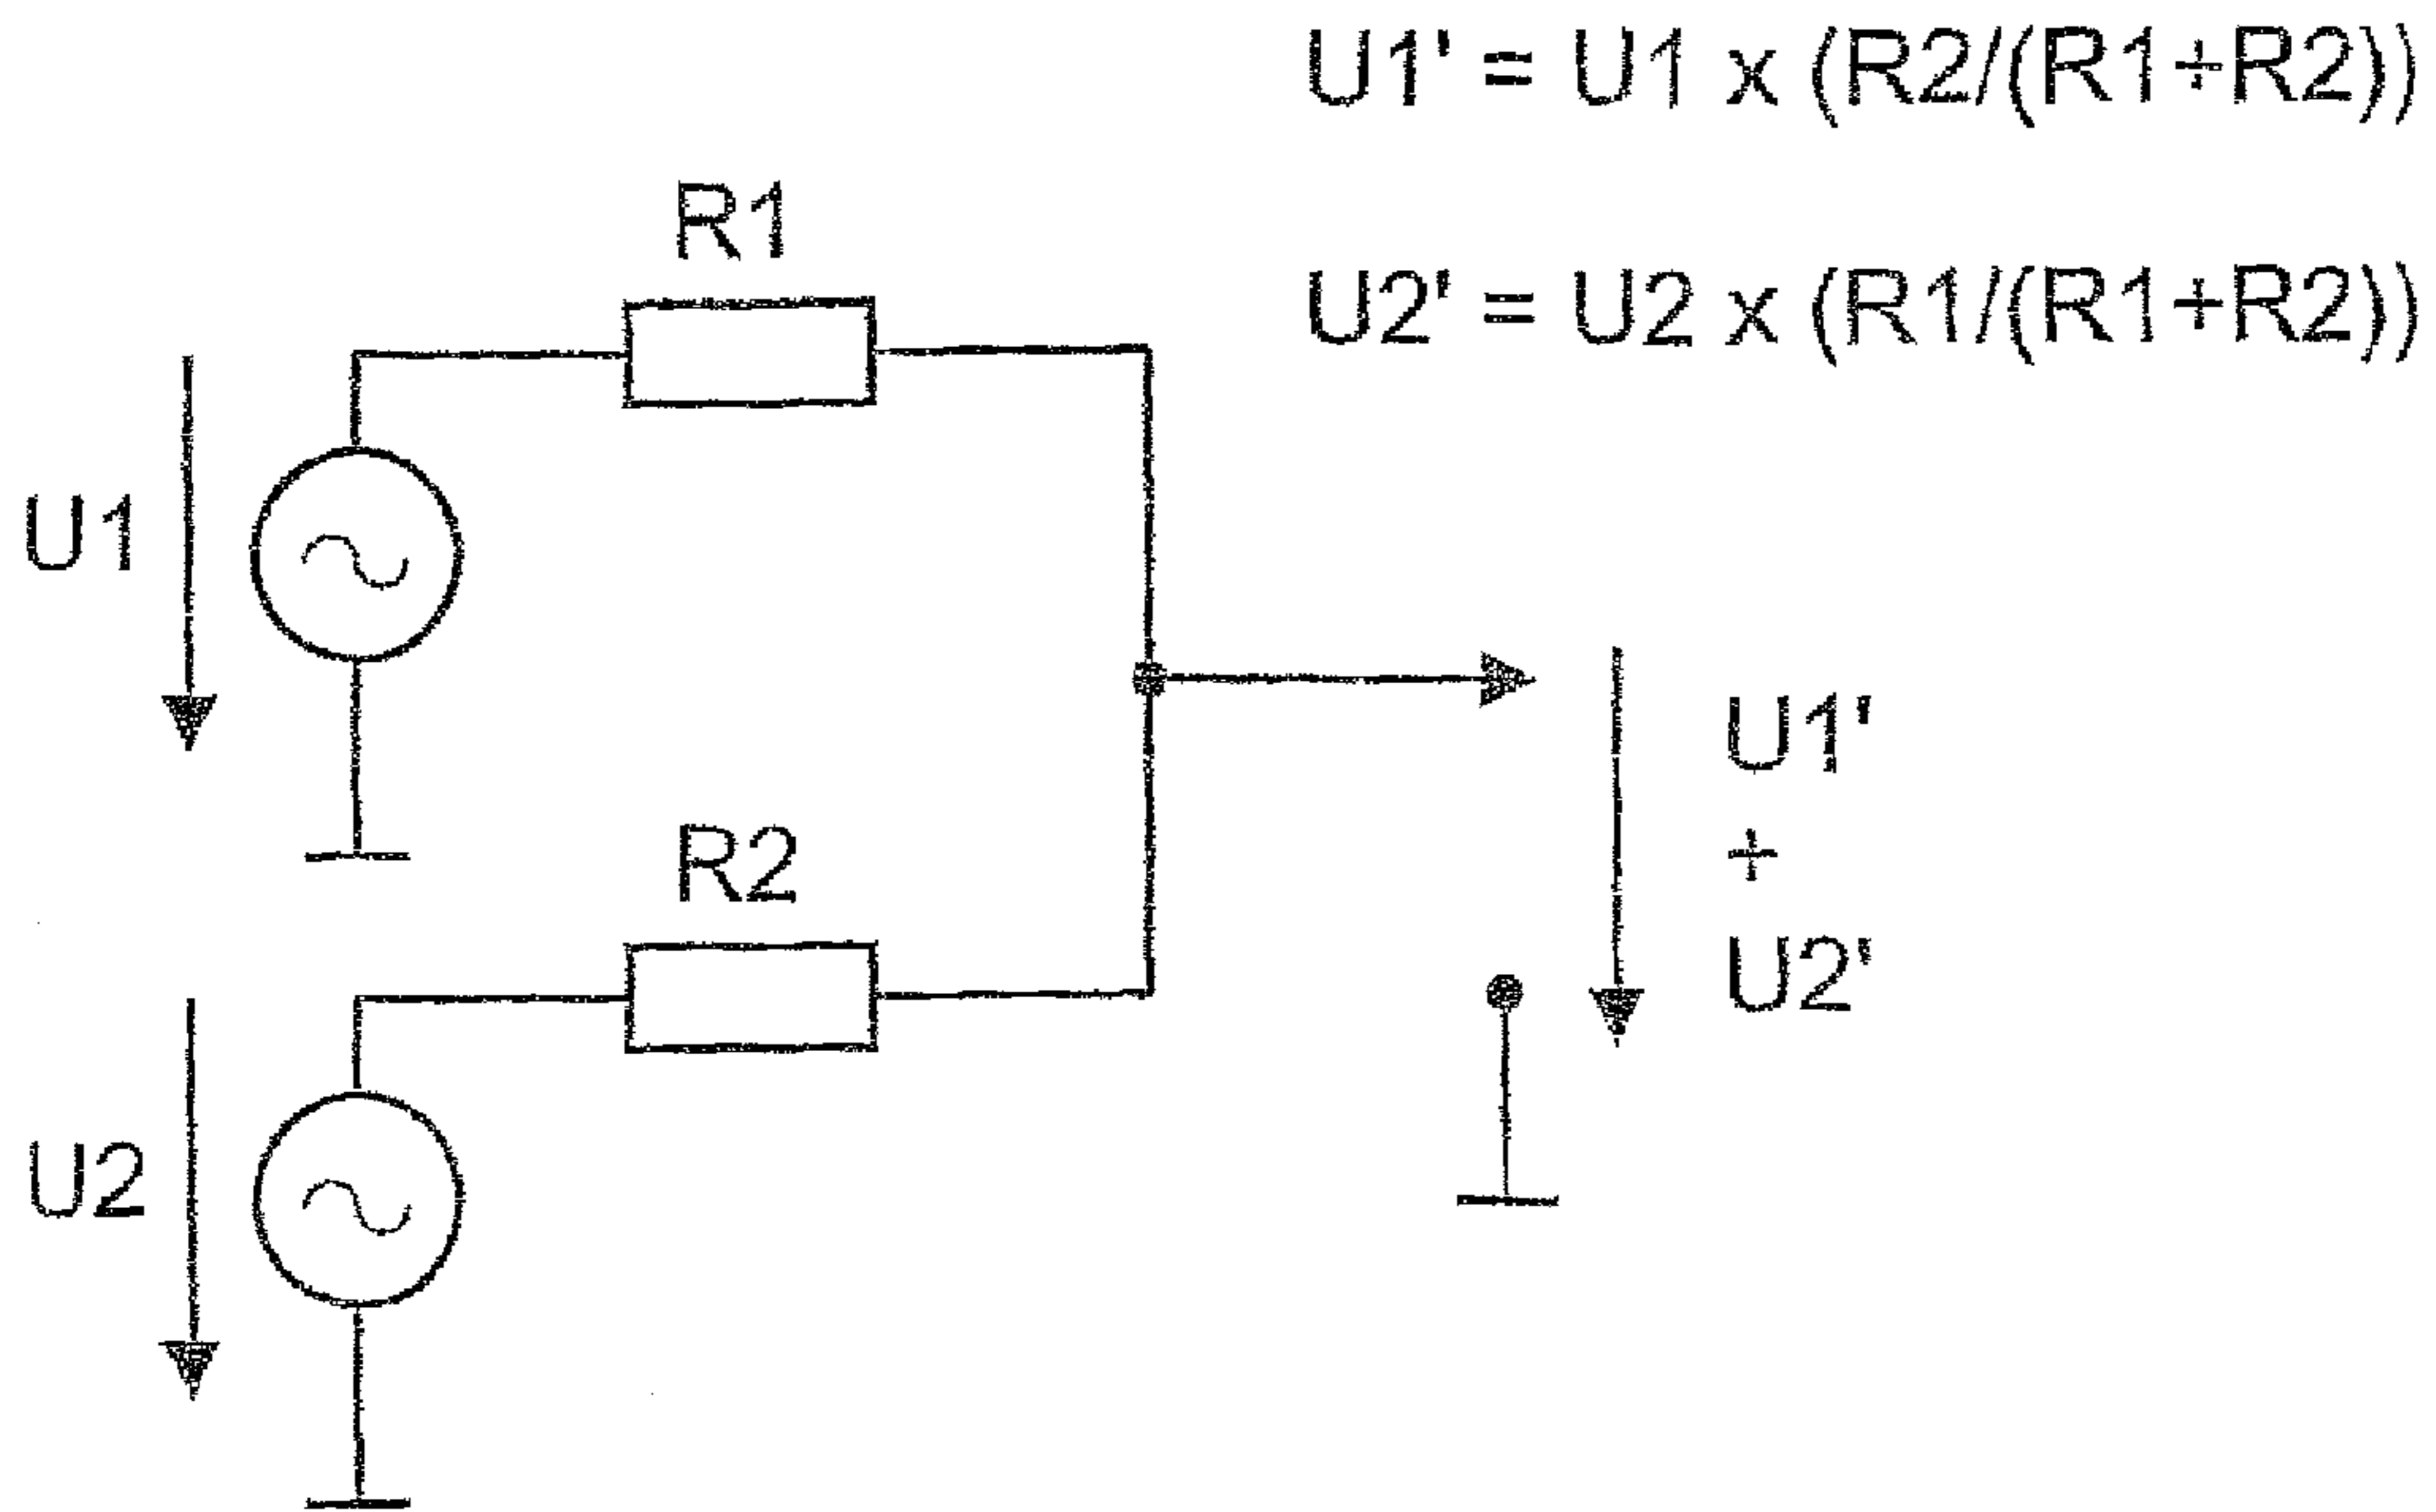 U1' = U1 x (R2/(R1+R2))
U2' = U2 x (R1/(R1+R2))
R1
U1
U1'
+
U2'
R2
U2